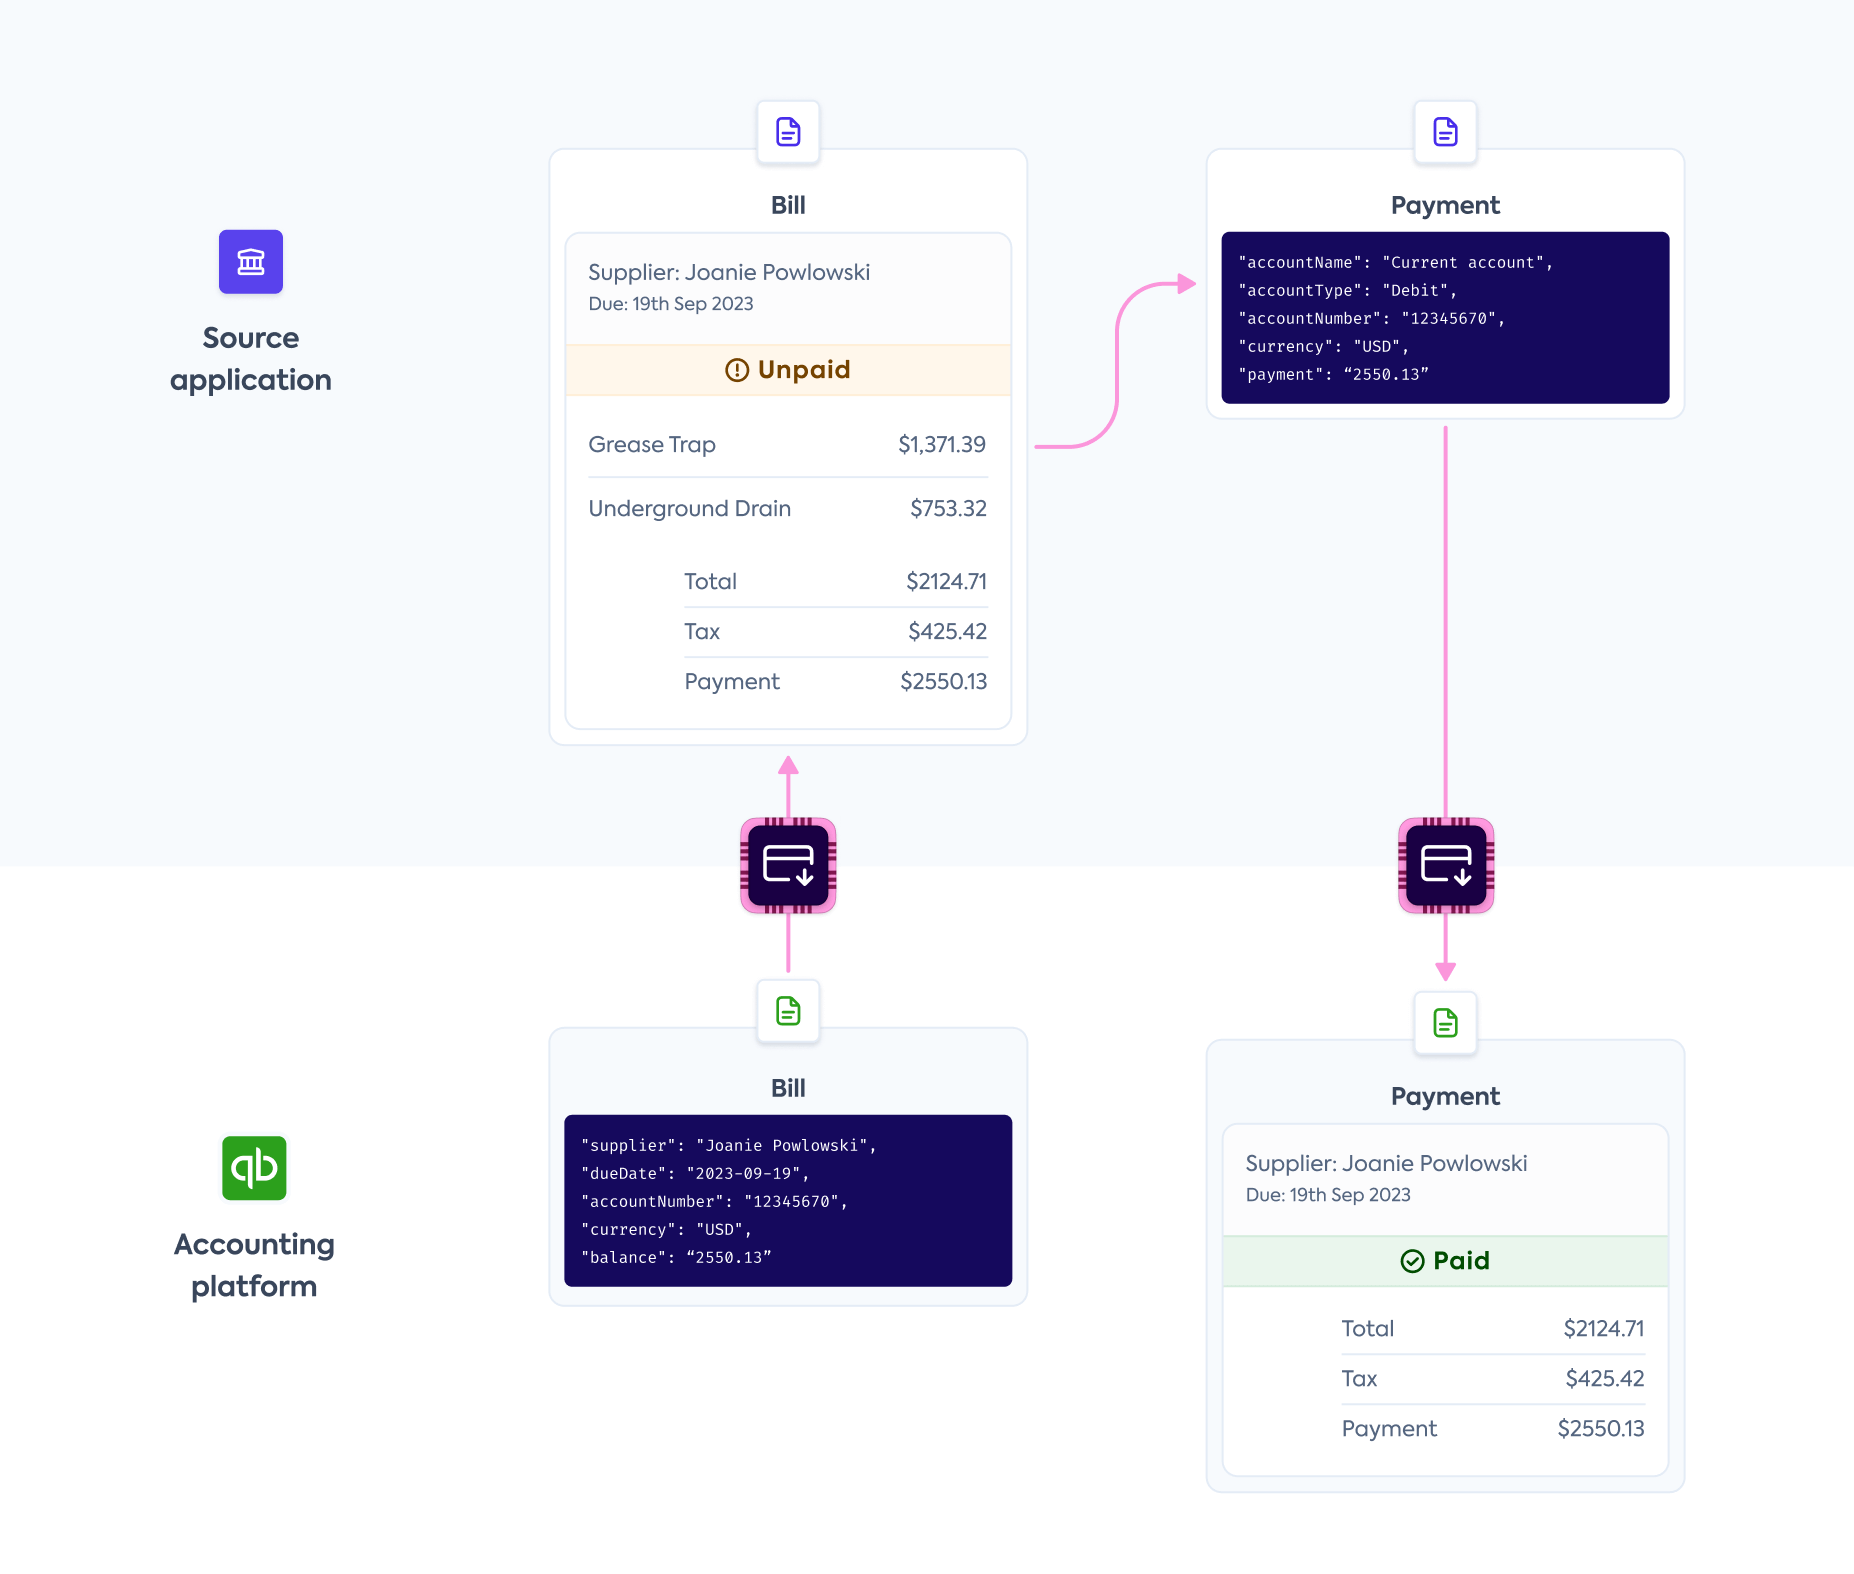 Source
application
Bill
Supplier: Joanie Powlowski
Due: 19th Sep 2023
Unpaid
Grease Trap $1,371.39
Underground Drain $753.32
Total $2124.71
Tax $425.42
Payment $2550.13
Payment
"accountName": "Current account",
"accountType": "Debit",
"accountNumber": "12345670",
"currency": "USD",
"payment": “2550.13”
Accounting
platform
qb
Bill
"supplier": "Joanie Powlowski",
"dueDate": "2023-09-19",
"accountNumber": "12345670",
"currency": "USD",
"balance": “2550.13”
Payment
Supplier: Joanie Powlowski
Due: 19th Sep 2023
Paid
Total $2124.71
Tax $425.42
Payment $2550.13